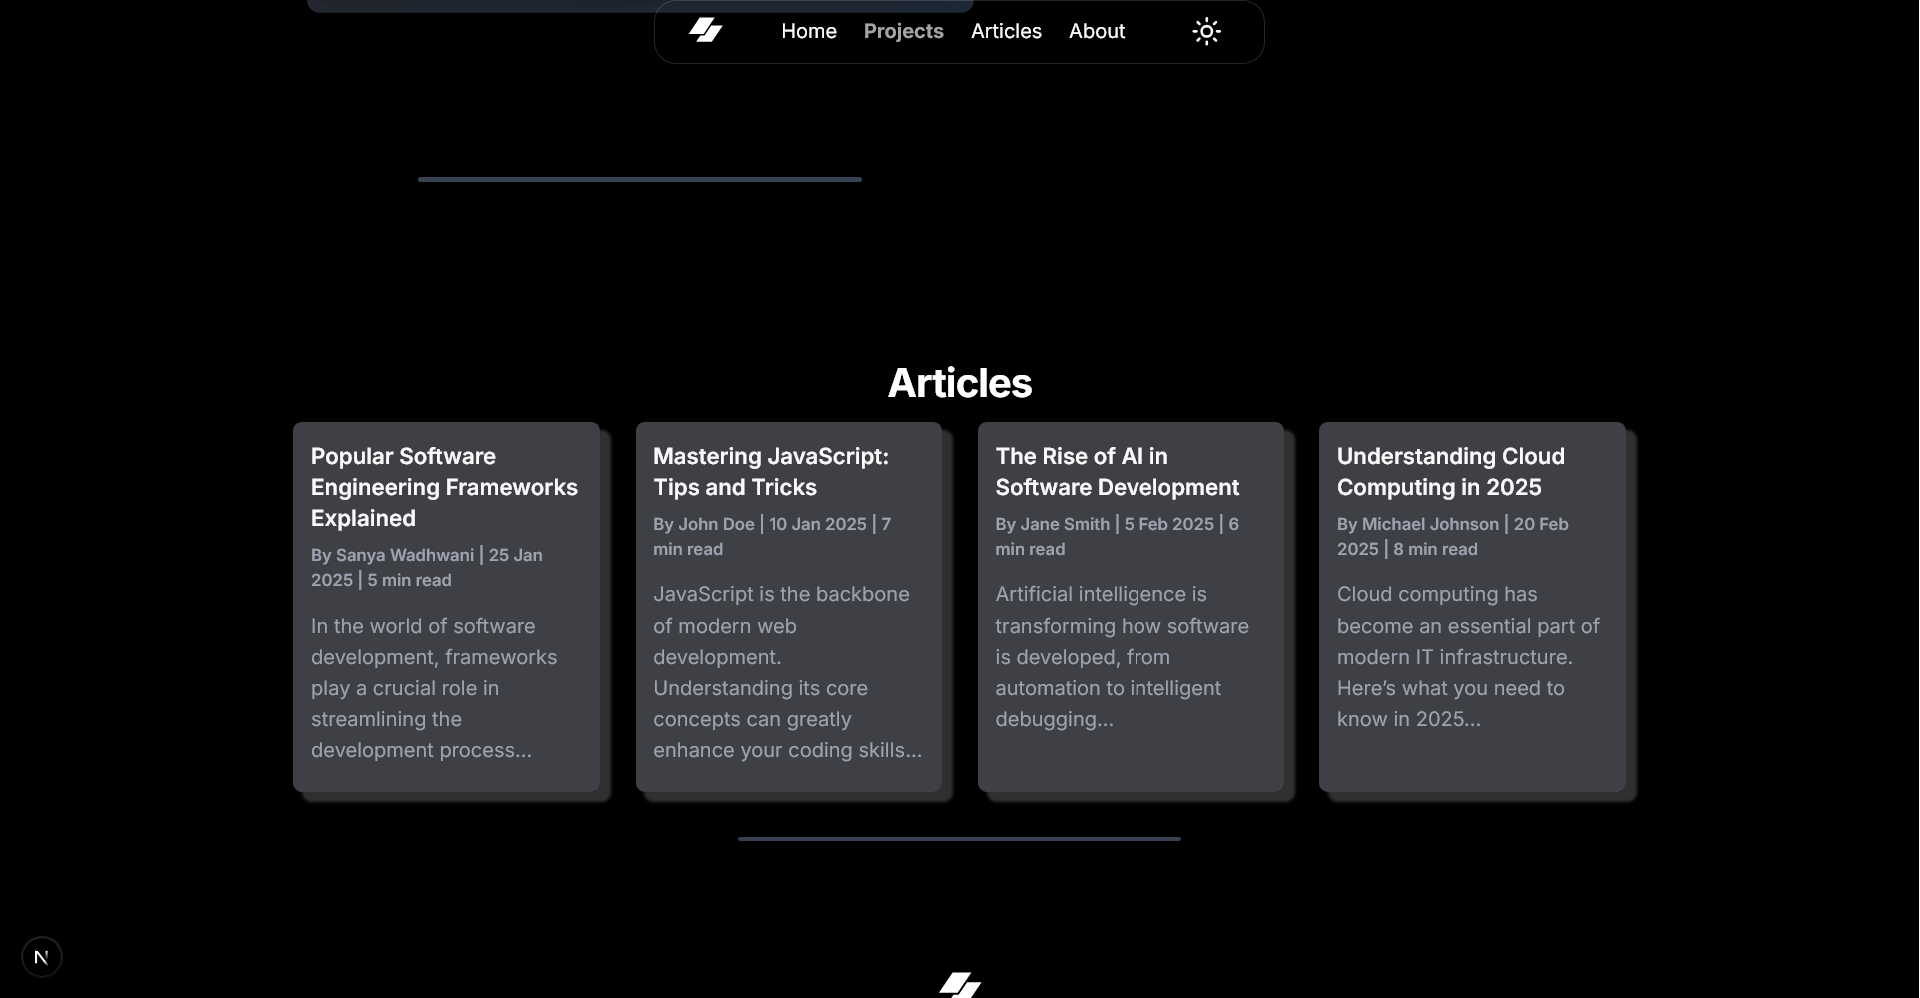 Home Projects Articles About
Articles
Popular Software
Engineering Frameworks
Explained
By Sanya Wadhwani | 25 Jan
2025 | 5 min read
In the world of software
development, frameworks
play a crucial role in
streamlining the
development process...
Mastering JavaScript:
Tips and Tricks
By John Doe | 10 Jan 2025 | 7
min read
JavaScript is the backbone
of modern web
development.
Understanding its core
concepts can greatly
enhance your coding skills...
The Rise of AI in
Software Development
By Jane Smith | 5 Feb 2025 | 6
min read
Artificial intelligence is
transforming how software
is developed, from
automation to intelligent
debugging...
Understanding Cloud
Computing in 2025
By Michael Johnson | 20 Feb
2025 | 8 min read
Cloud computing has
become an essential part of
modern IT infrastructure.
Here’s what you need to
know in 2025...
N